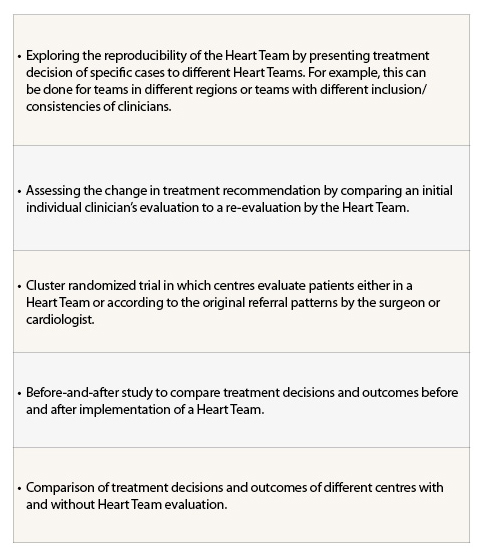 • Exploring the reproducibility of the Heart Team by presenting treatment
decision of specific cases to different Heart Teams. For example, this can
be done for teams in different regions or teams with different inclusion/
consistencies of clinicians.
• Assessing the change in treatment recommendation by comparing an initial
individual clinician's evaluation to a re-evaluation by the Heart Team.
• Cluster randomized trial in which centres evaluate patients either in a
Heart Team or according to the original referral patterns by the surgeon or
cardiologist.
• Before-and-after study to compare treatment decisions and outcomes before
and after implementation of a Heart Team.
• Comparison of treatment decisions and outcomes of different centres with
and without Heart Team evaluation.